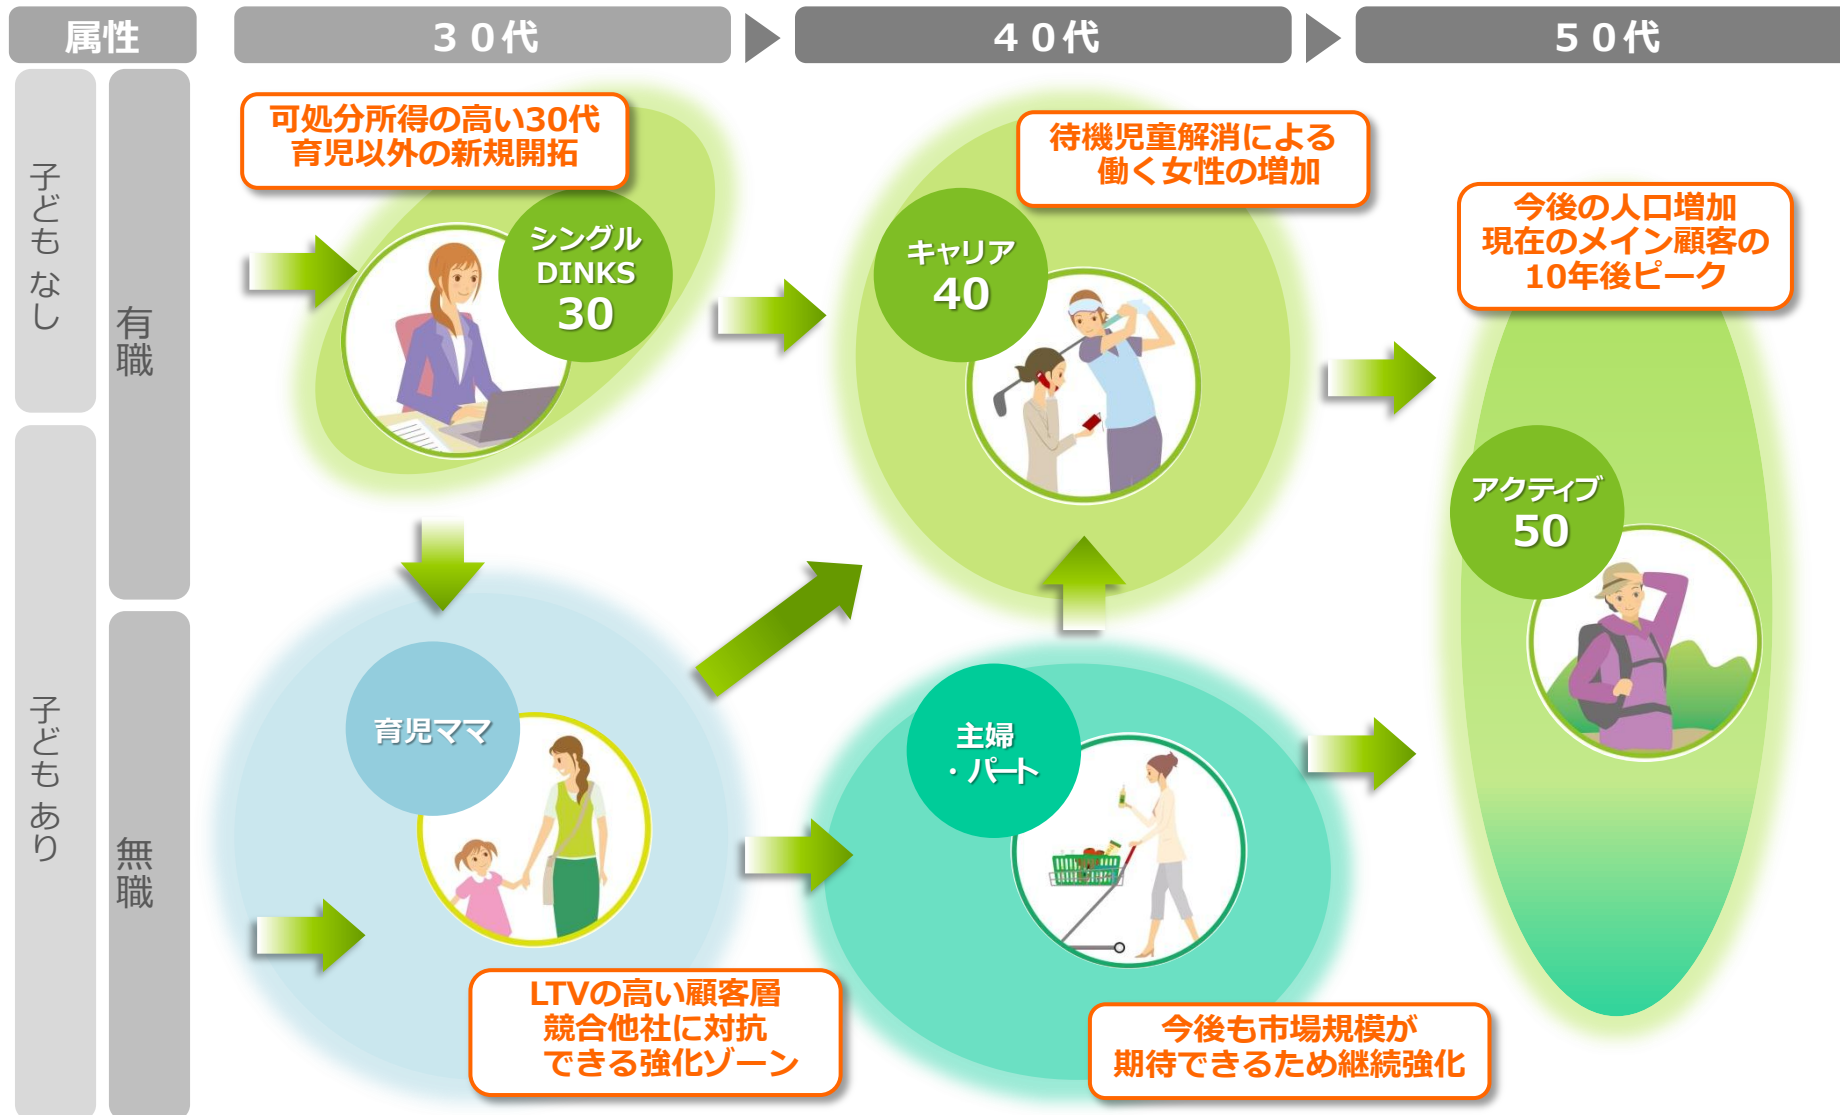 属性
３０代
４０代
５０代
子ども なし
有職
子ども あり
無職
可処分所得の高い30代
育児以外の新規開拓
シングル
DINKS
30
待機児童解消による
働く女性の増加
キャリア
40
今後の人口増加
現在のメイン顧客の
10年後ピーク
アクティブ
50
育児ママ
LTVの高い顧客層
競合他社に対抗
できる強化ゾーン
主婦
・パート
今後も市場規模が
期待できるため継続強化